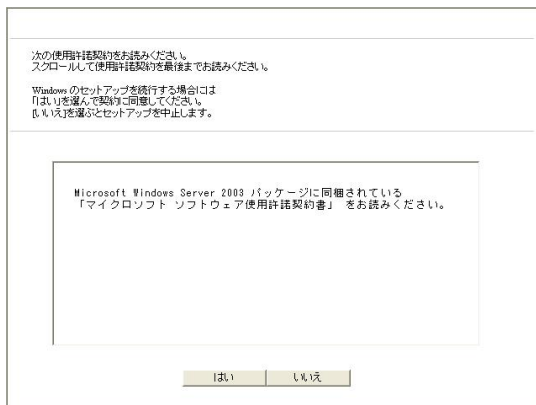 次の使用許諾契約をお読みください。
スクロールして使用許諾契約を最後までお読みください。
Windows のセットアップを続行する場合には
「はい」を選んで契約に同意してください。
[いいえ]を選ぶとセットアップを中止します。
Microsoft Windows Server 2003 パッケージに同梱されている
「マイクロソフト ソフトウェア使用許諾契約書」 をお読みください。
はい
いいえ